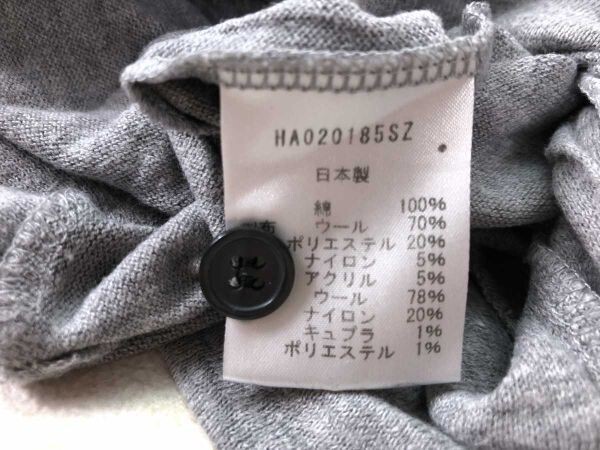 HA020185SZ
日本製
綿 100%
布 ウール 70%
ポリエステル 20%
ナイロン 5%
アクリル 5%
ウール 78%
ナイロン 20%
キュプラ 1%
ポリエステル 1%